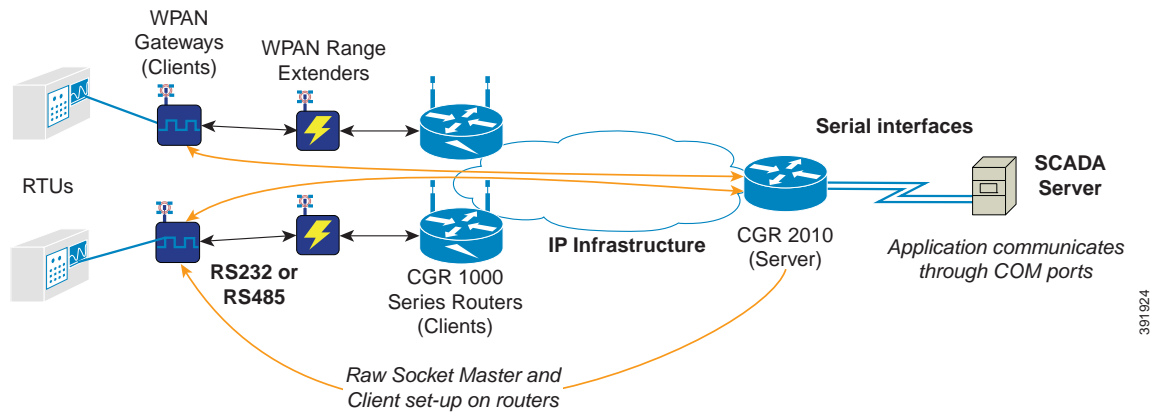 WPAN
Gateways
(Clients)
WPAN Range
Extenders
Serial interfaces
SCADA
Server
RTUs
IP Infrastructure
CGR 2010
(Server)
Application communicates
through COM ports
RS232 or
RS485
CGR 1000
Series Routers
(Clients)
Raw Socket Master and
Client set-up on routers
391924